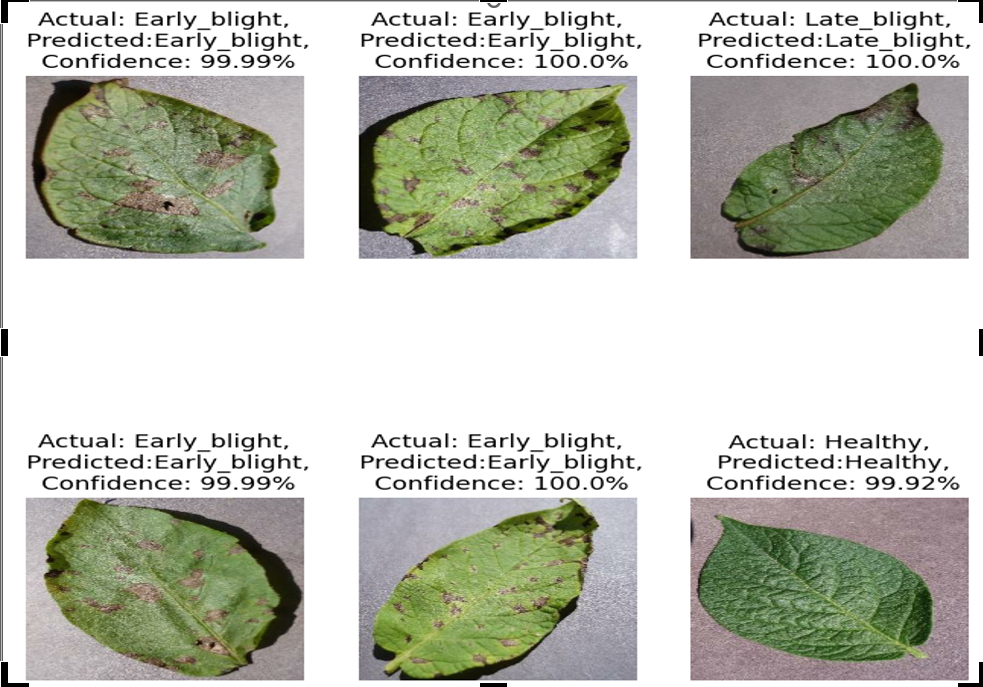 Actual: Early_blight,
Predicted:Early_blight,
Confidence: 99.99%
Actual: Early_blight,
Predicted:Early_blight,
Confidence: 100.0%
Actual: Late_blight,
Predicted:Late_blight,
Confidence: 100.0%
Actual: Early_blight,
Predicted:Early_blight,
Confidence: 99.99%
Actual: Early_blight,
Predicted:Early_blight,
Confidence: 100.0%
Actual: Healthy,
Predicted:Healthy,
Confidence: 99.92%